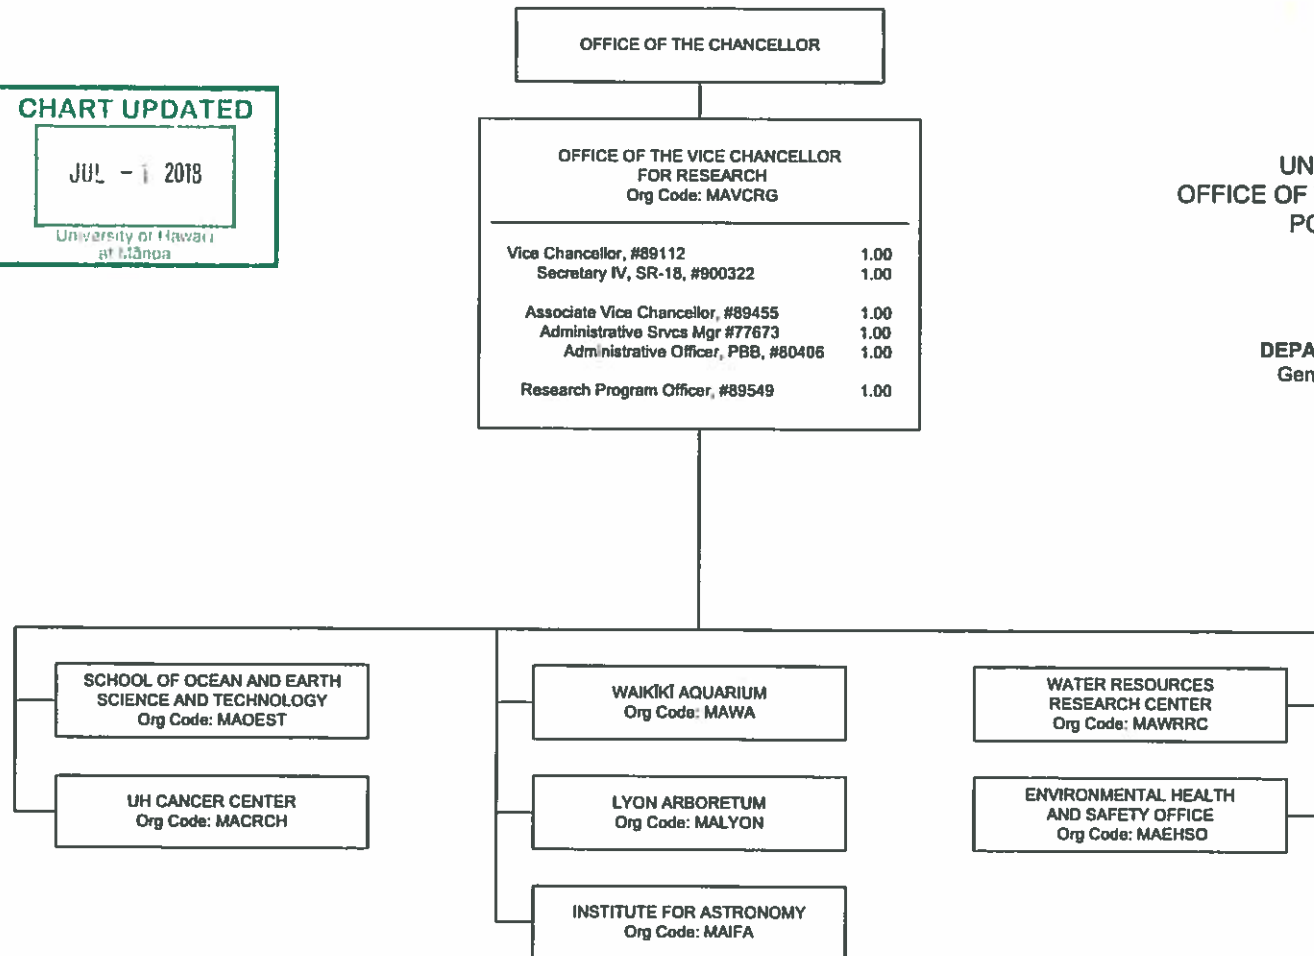 OFFICE OF THE CHANCELLOR
CHART UPDATED
JUL - 1 2018
University of Hawai'i
at Mānoa
OFFICE OF THE VICE CHANCELLOR
FOR RESEARCH
Org Code: MAVCRG
Vice Chancellor, #89112 1.00
Secretary IV, SR-18, #900322 1.00
Associate Vice Chancellor, #89455 1.00
Administrative Srvcs Mgr #77673 1.00
Administrative Officer, PBB, #80406 1.00
Research Program Officer, #89549 1.00
UN
OFFICE OF
PO
DEPA
Gen
SCHOOL OF OCEAN AND EARTH
SCIENCE AND TECHNOLOGY
Org Code: MAOEST
UH CANCER CENTER
Org Code: MACRCH
WAIKĪKĪ AQUARIUM
Org Code: MAWA
LYON ARBORETUM
Org Code: MALYON
INSTITUTE FOR ASTRONOMY
Org Code: MAIFA
WATER RESOURCES
RESEARCH CENTER
Org Code: MAWRRC
ENVIRONMENTAL HEALTH
AND SAFETY OFFICE
Org Code: MAEHSO